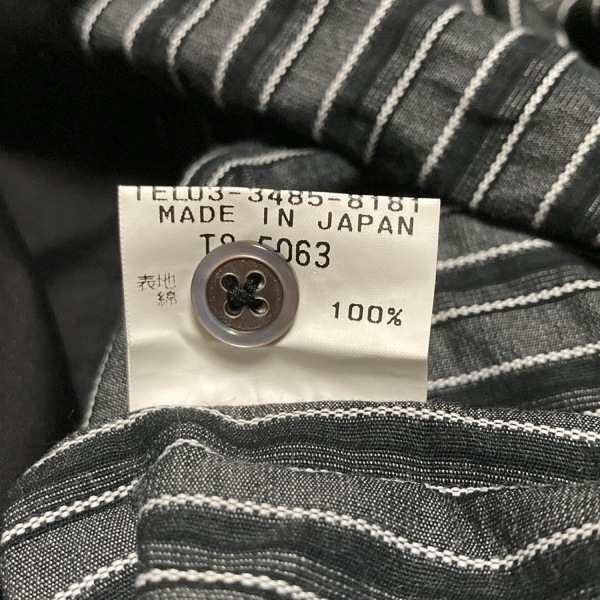 TEL03-3485-8181
MADE IN JAPAN
5063
表地
綿 100%